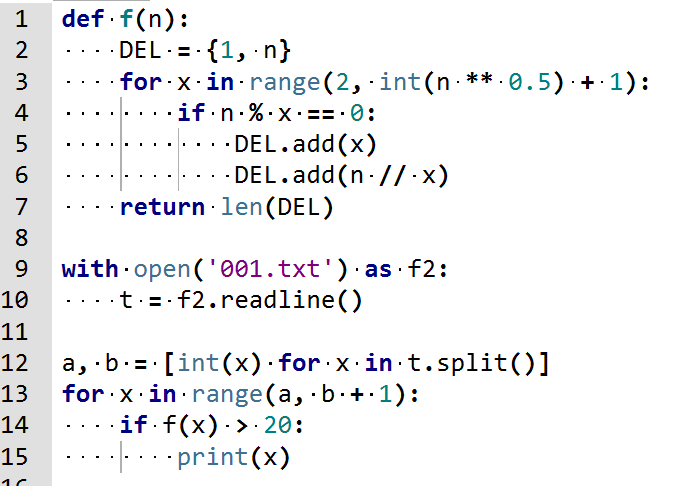 1 def f(n):
2     DEL = {1, n}
3     for x in range(2, int(n ** 0.5) + 1):
4         if n % x == 0:
5             DEL.add(x)
6             DEL.add(n // x)
7     return len(DEL)
8
9 with open('001.txt') as f2:
10     t = f2.readline()
11
12 a, b = [int(x) for x in t.split()]
13 for x in range(a, b + 1):
14     if f(x) > 20:
15         print(x)